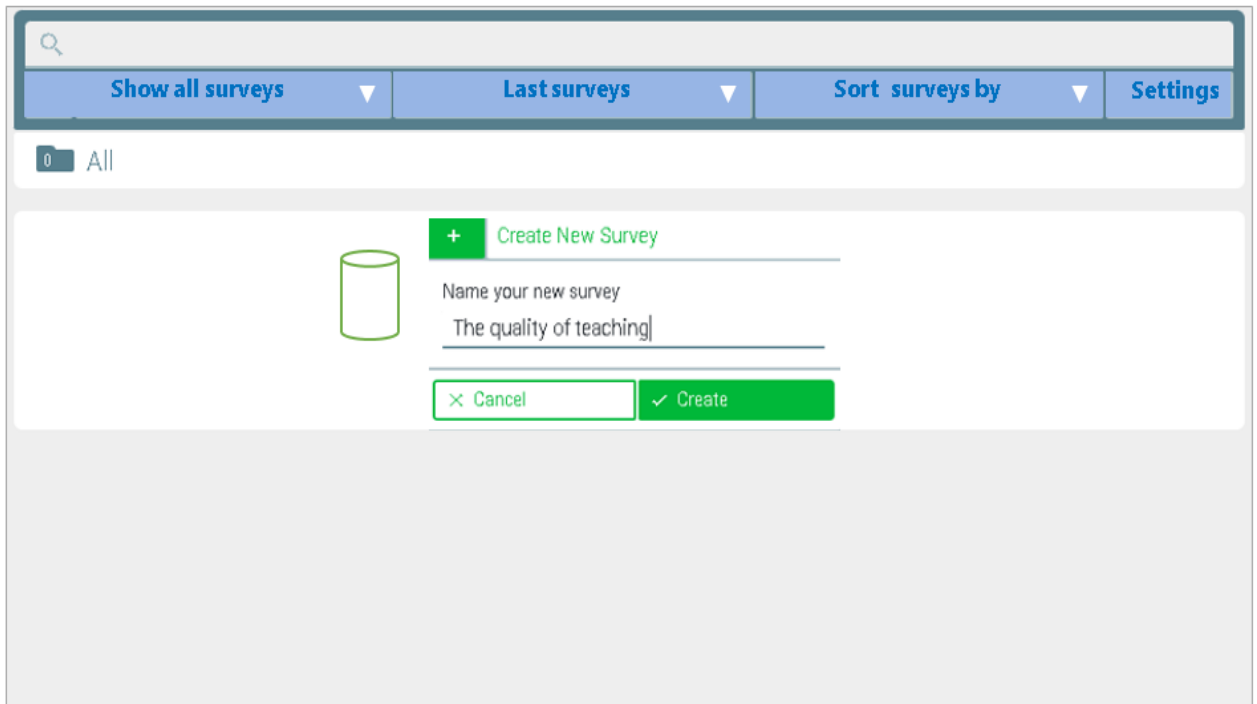 Show all surveys ▼ Last surveys ▼ Sort surveys by ▼ Settings
0 All
+ Create New Survey
Name your new survey
The quality of teaching
× Cancel ✓ Create